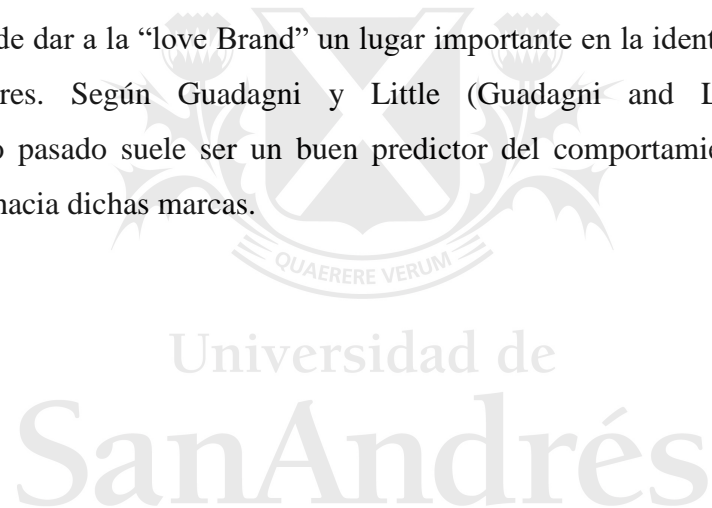 de dar a la “love Brand” un lugar importante en la ident
res. Según Guadagni y Little (Guadagni and L
o pasado suele ser un buen predictor del comportami
hacia dichas marcas.
QUAERERE VERUM
Universidad de
SanAndrés